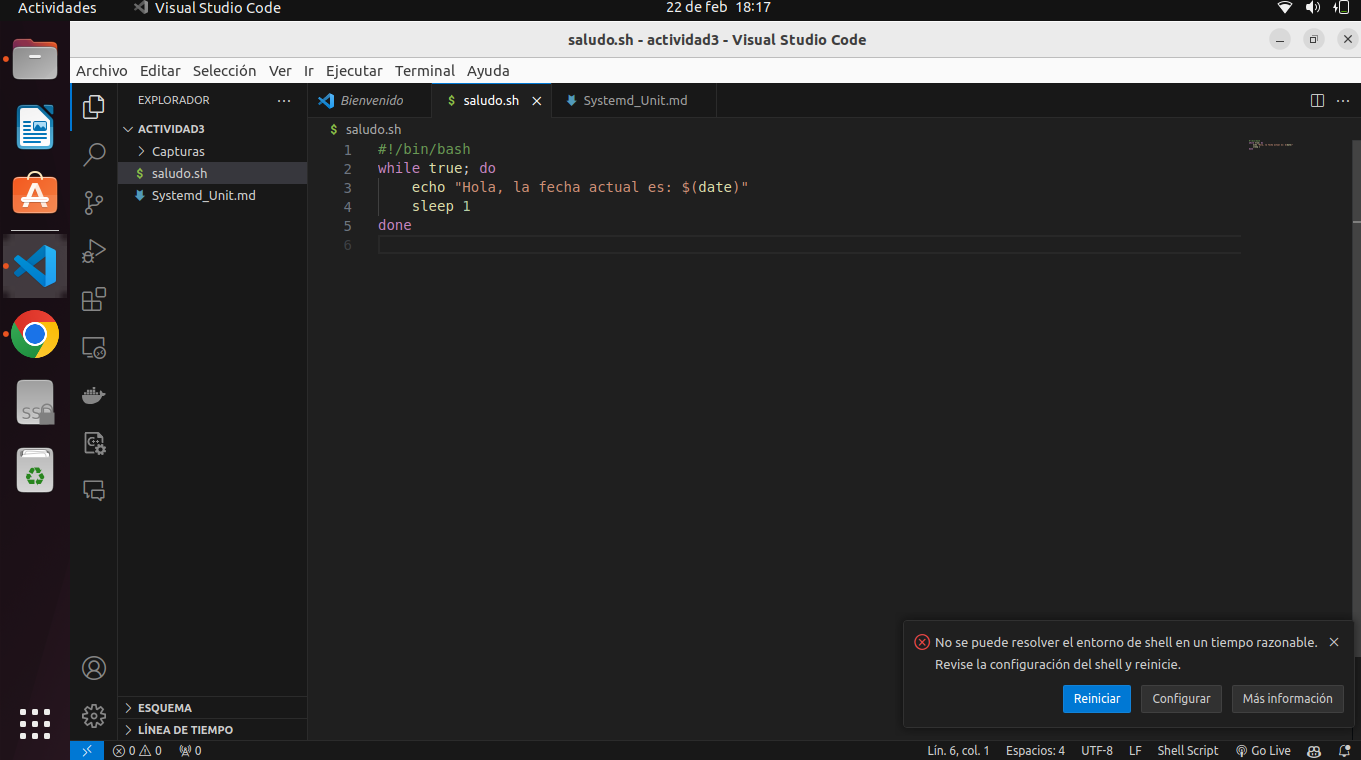 Actividades
Visual Studio Code
22 de feb 18:17
saludo.sh - actividad3 - Visual Studio Code
Archivo Editar Selección Ver Ir Ejecutar Terminal Ayuda
EXPLORADOR
ACTIVIDAD3
Capturas
$ saludo.sh
Systemd_Unit.md
Bienvenido
$ saludo.sh
Systemd_Unit.md
$ saludo.sh
1 #!/bin/bash
2 while true; do
3 echo "Hola, la fecha actual es: $(date)"
4 sleep 1
5 done
6
SSD
No se puede resolver el entorno de shell en un tiempo razonable.
Revise la configuración del shell y reinicie.
Reiniciar
Configurar
Más información
ESQUEMA
LÍNEA DE TIEMPO
0 0 0
Lín. 6, col. 1 Espacios: 4 UTF-8 LF Shell Script Go Live